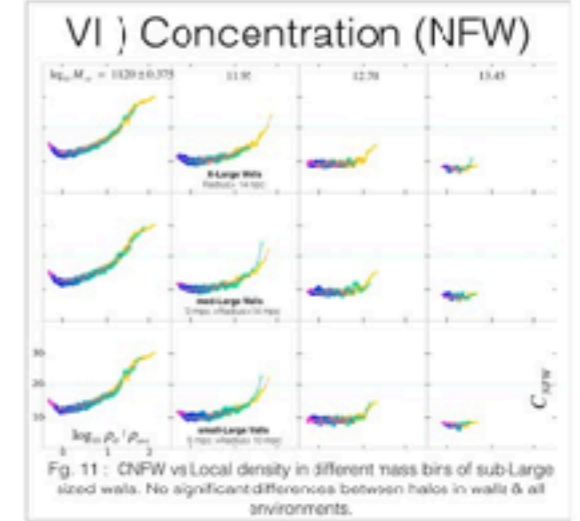 VI ) Concentration (NFW)
11.95
12.70
13.45
X-Large Walls
med-Large Walls
30
20
10
small-Large Walls
0 1 2
C NFW
Fg. 11 : CNFW vs Local density in different mass bins of sub-Large
sized walls. No significant differences between halos in walls & all
environments.